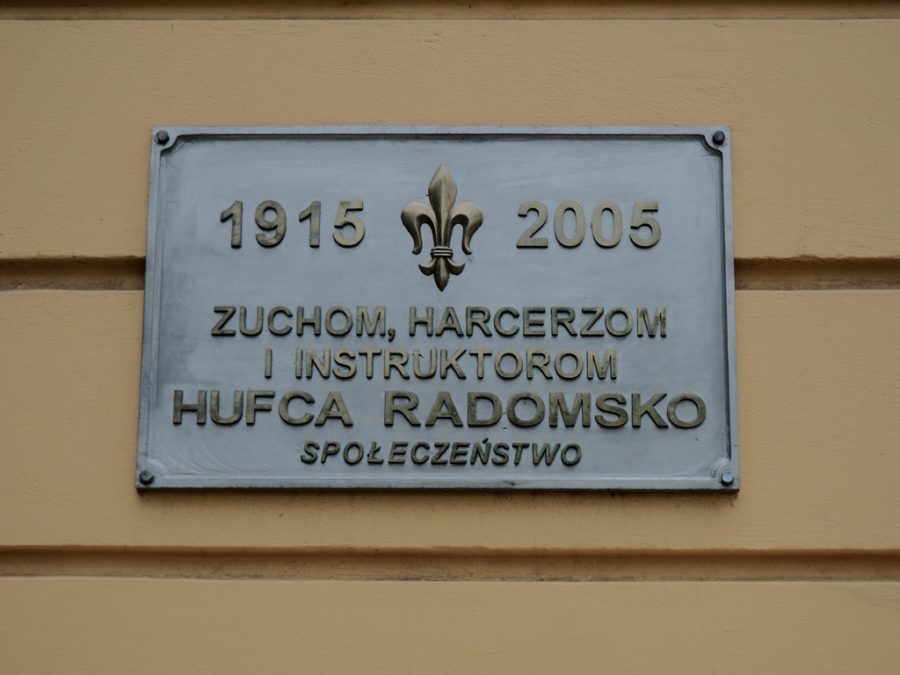 1915 2005
ZUCHOM, HARCERZOM
I INSTRUKTOROM
HUFCA RADOMSKO
SPOŁECZEŃSTWO